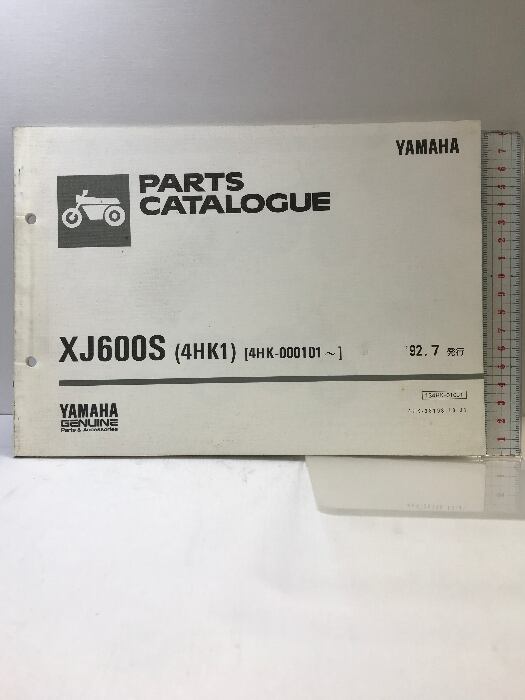 YAMAHA
PARTS
CATALOGUE
XJ600S (4HK1) [4HK-000101～]
'92.7 発行
YAMAHA
GENUINE
Parts & Accessories